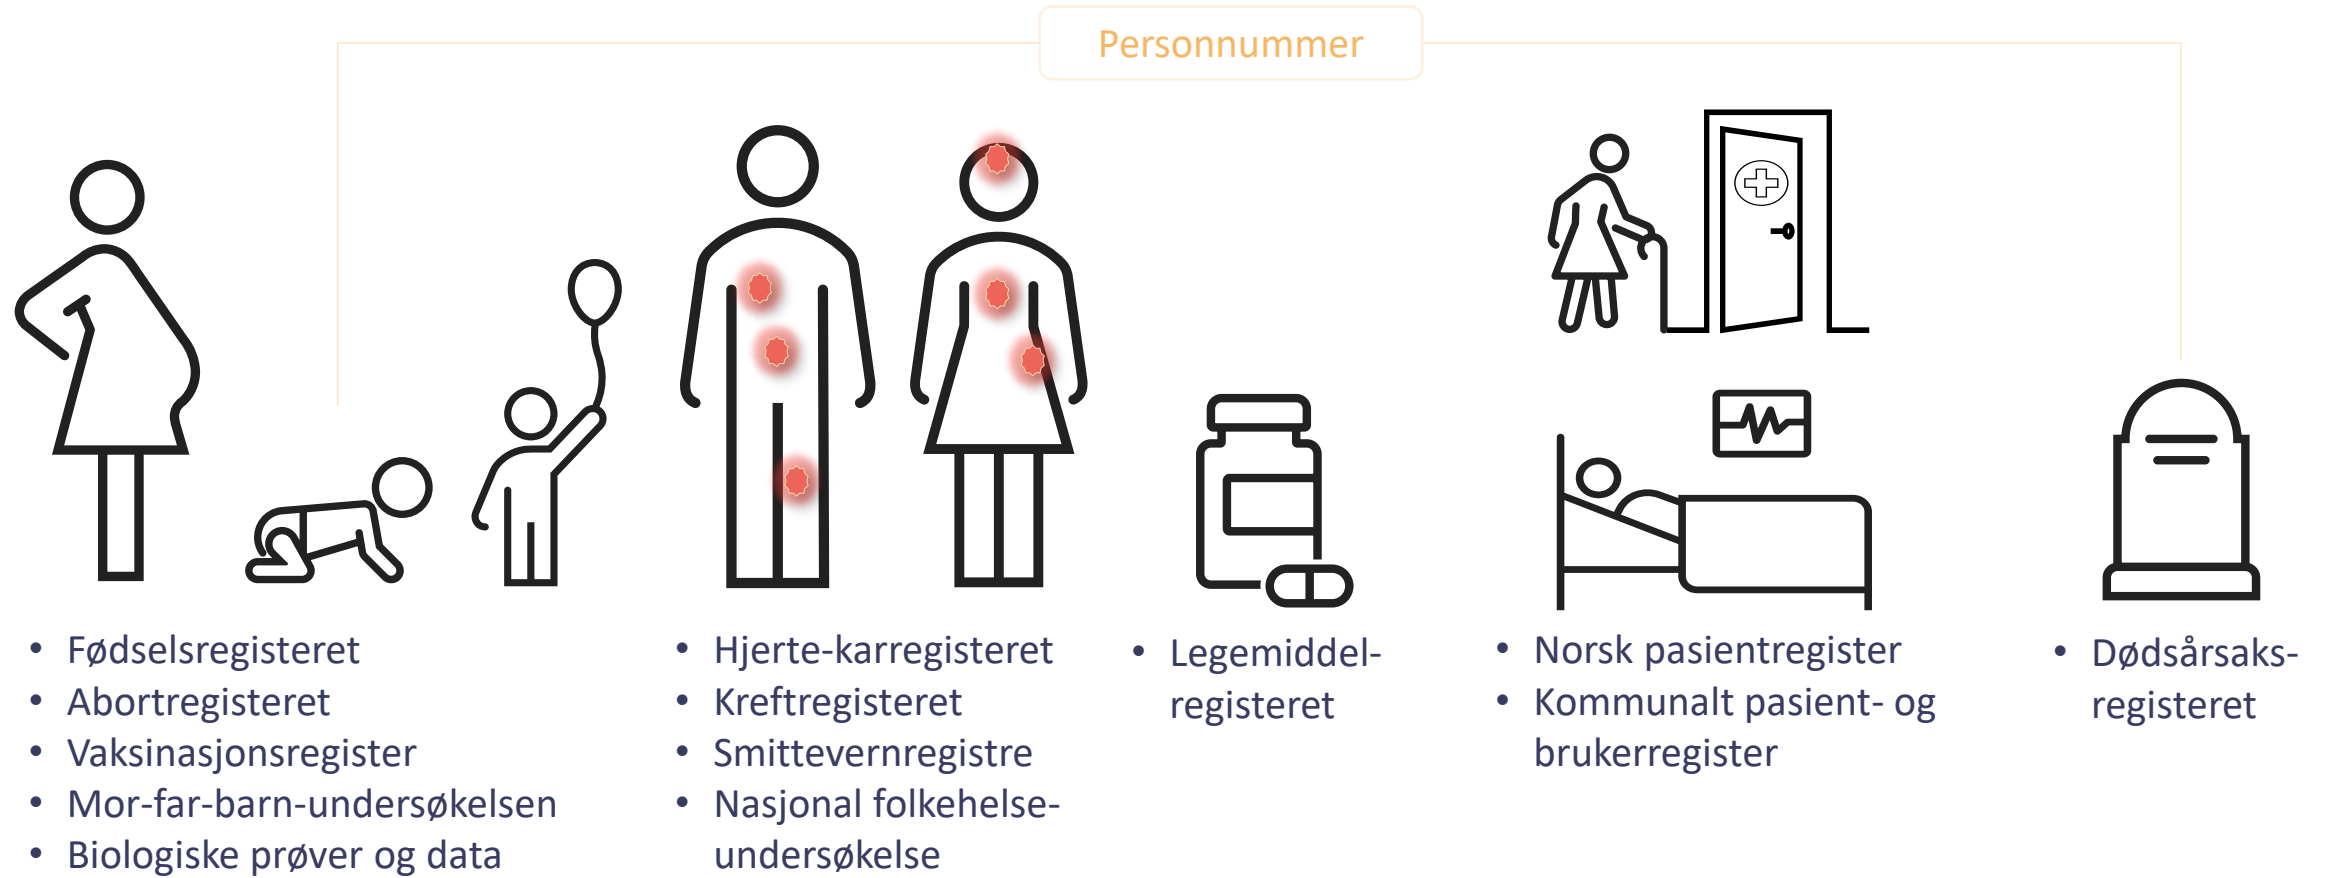 Personnummer
• Fødselsregisteret
• Abortregisteret
• Vaksinasjonsregister
• Mor-far-barn-undersøkelsen
• Biologiske prøver og data
• Hjerte-karregisteret
• Kreftregisteret
• Smittevernregistre
• Nasjonal folkehelse-
undersøkelse
• Legemiddel-
registeret
• Norsk pasientregister
• Kommunalt pasient- og
brukerregister
• Dødsårsaks-
registeret